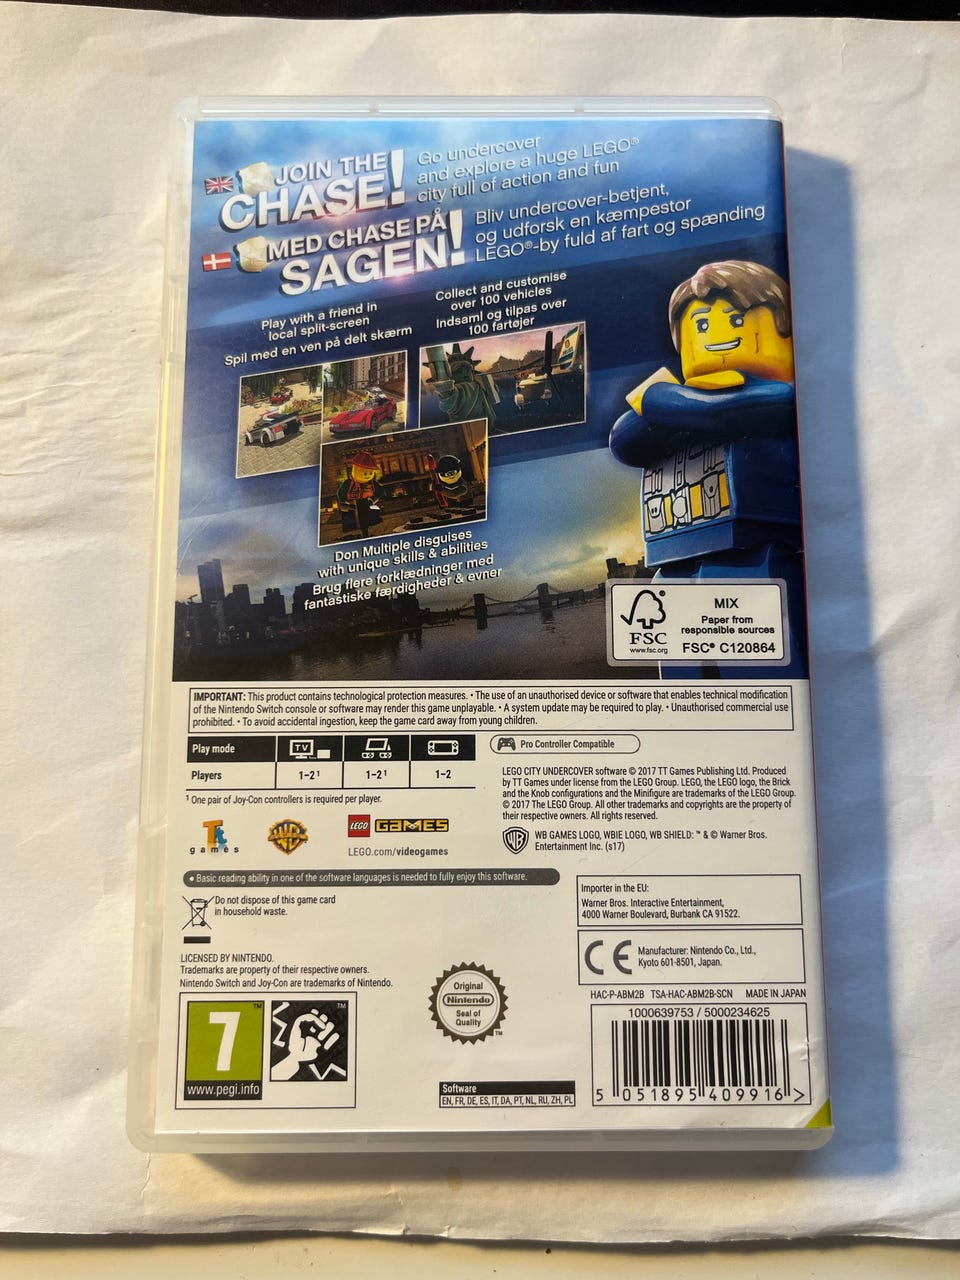 JOIN THE
CHASE!
Go undercover
and explore a huge LEGO®
city full of action and fun
MED CHASE PÅ
SAGEN!
Bliv undercover-betjent,
og udforsk en kæmpestor
LEGO®-by fuld af fart og spænding
Play with a friend in
local split-screen
Spil med en ven på delt skærm
Collect and customise
over 100 vehicles
Indsaml og tilpas over
100 fartøjer
Don Multiple disguises
with unique skills & abilities
Brug flere forklædninger med
fantastiske færdigheder & evner
FSC
www.fsc.org
MIX
Paper from
responsible sources
FSC® C120864
IMPORTANT: This product contains technological protection measures. • The use of an unauthorised device or software that enables technical modification
of the Nintendo Switch console or software may render this game unplayable. • A system update may be required to play. • Unauthorised commercial use
prohibited. • To avoid accidental ingestion, keep the game card away from young children.
Play mode TV
Players 1-2¹ 1-2¹ 1-2
¹ One pair of Joy-Con controllers is required per player.
Pro Controller Compatible
LEGO CITY UNDERCOVER software © 2017 TT Games Publishing Ltd. Produced
by TT Games under license from the LEGO Group. LEGO, the LEGO logo, the Brick
and the Knob configurations and the Minifigure are trademarks of the LEGO Group.
© 2017 The LEGO Group. All other trademarks and copyrights are the property of
their respective owners. All rights reserved.
Tt
games
WB
LEGO GAMES
LEGO.com/videogames
WB
WB GAMES LOGO, WBIE LOGO, WB SHIELD: ™ & © Warner Bros.
Entertainment Inc. (s17)
• Basic reading ability in one of the software languages is needed to fully enjoy this software.
Do not dispose of this game card
in household waste.
Importer in the EU:
Warner Bros. Interactive Entertainment,
4000 Warner Boulevard, Burbank CA 91522.
CE
Manufacturer: Nintendo Co., Ltd.,
Kyoto 601-8501, Japan.
LICENSED BY NINTENDO.
Trademarks are property of their respective owners.
Nintendo Switch and Joy-Con are trademarks of Nintendo.
HAC-P-ABM2B TSA-HAC-ABM2B-SCN MADE IN JAPAN
1000639753 / 5000234625
5 051895 409916 >
7
www.pegi.info
TM
TM
Original
Nintendo
Seal of
Quality
TM
Software
EN, FR, DE, ES, IT, DA, PT, NL, RU, ZH, PL